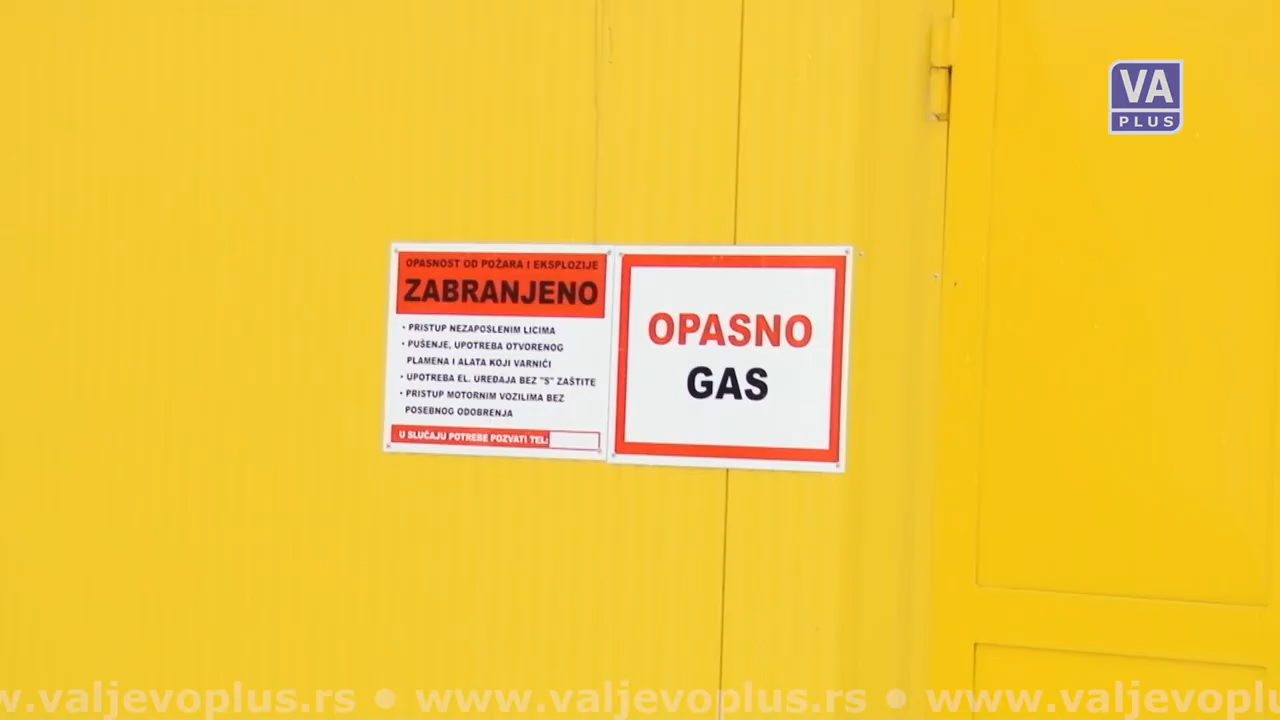 VA
PLUS
OPASNOST OD POŽARA I EKSPLOZIJE
ZABRANJENO
• PRISTUP NEZAPOSLENIM LICIMA
• PUŠENJE, UPOTREBA OTVORENOG
PLAMENA I ALATA KOJI VARNIČI
• UPOTREBA EL. UREĐAJA BEZ "S" ZAŠTITE
• PRISTUP MOTORNIM VOZILIMA BEZ
POSEBNOG ODOBRENJA
U SLUČAJU POTREBE POZVATI TEL:
OPASNO
GAS
w.valjevoplus.rs • www.valjevoplus.rs • www.valjevoplu